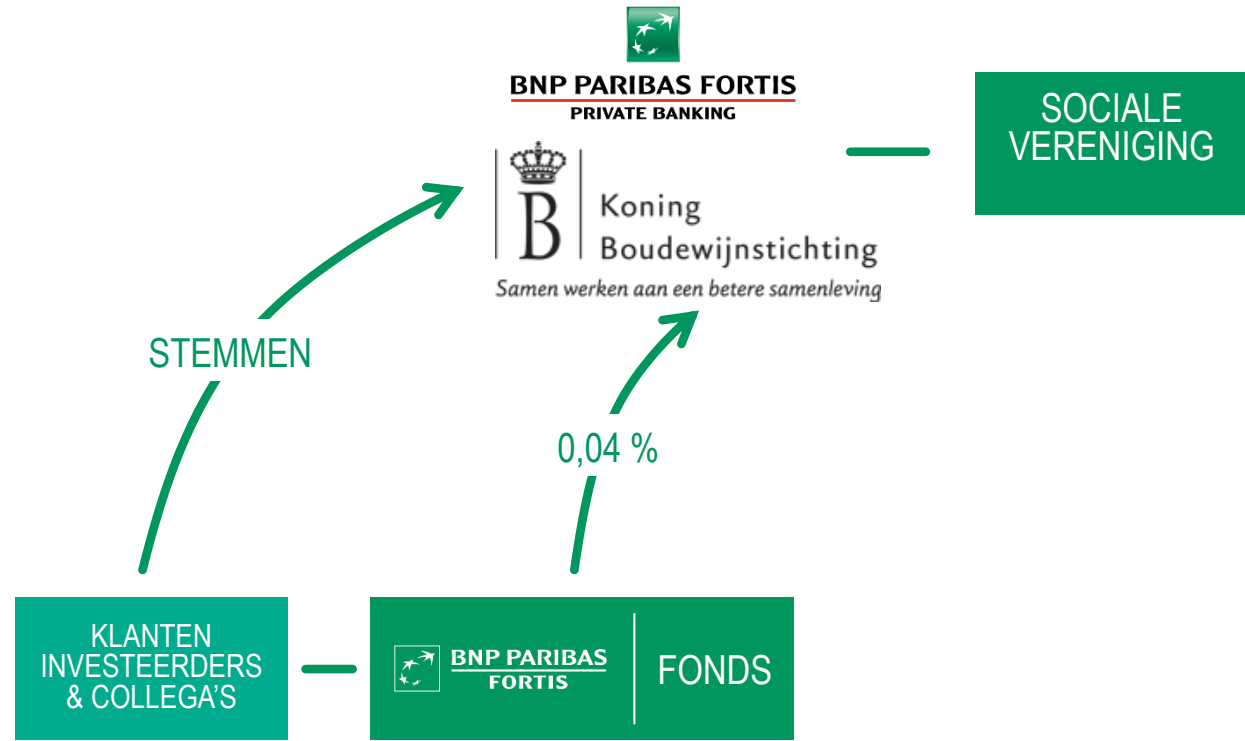 BNP PARIBAS FORTIS
PRIVATE BANKING
SOCIALE
VERENIGING
B
Koning
Boudewijnstichting
Samen werken aan een betere samenleving
STEMMEN
0,04 %
KLANTEN
INVESTEERDERS
& COLLEGA’S
BNP PARIBAS
FORTIS
FONDS